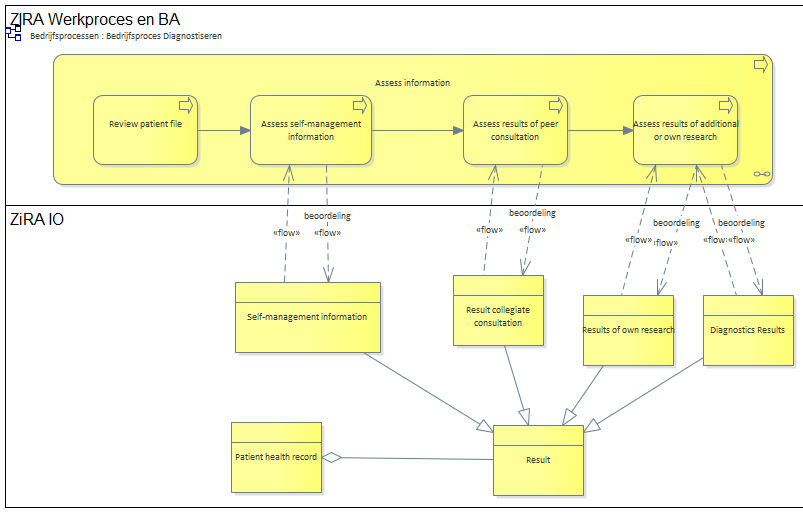 ZIRA Werkproces en BA
Bedrijfsprocessen : Bedrijfsproces Diagnostiseren
Assess information
Review patient file
Assess self-management
information
Assess results of peer
consultation
Assess results of additional
or own research
ZiRA IO
beoordeling
«flow»
«flow»
beoordeling
«flow»
«flow»
beoordeling
«flow»
flow»
beoordeling
«flow
«flow»
Self-management information
Result collegiate
consultation
Results of own research
Diagnostics Results
Patient health record
Result